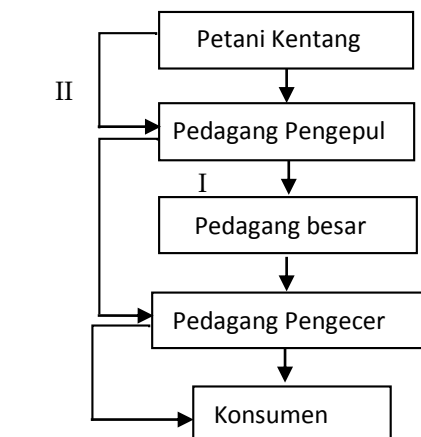 Petani Kentang
II
Pedagang Pengepul
I
Pedagang besar
Pedagang Pengecer
Konsumen